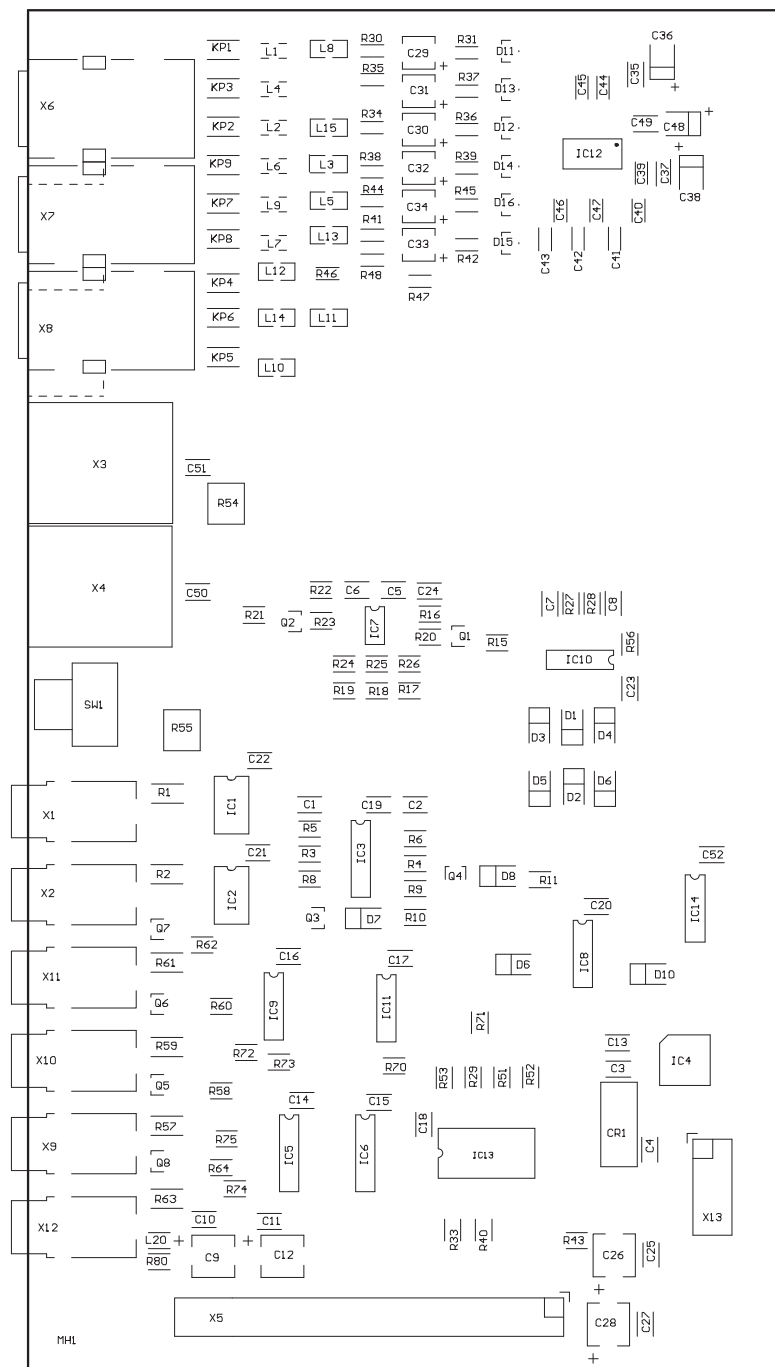 R30 R31 C36
KP1 L1 L8 C29 D11
R35 C35
KP3 L4 C31 R37 D13 C45 C44
X6
R34 R36 C49 C48
KP2 L2 L15 C30 D12
IC12
KP9 L6 L3 R38 C32 R39 D14 C39 C37 C38
R44 R45
KP7 L9 L5 C34 D16 C46 C47 C40
X7
R41
KP8 L7 L13 C33 D15
R42 C43 C42 C41
KP4 L12 R46 R48
R47
KP6 L14 L11
X8
KP5
L10
X3 C51
R54
X4 C50 R22 C6 C5 C24 C7 R27 R28 C8
R21 Q2 R23 IC7 R16
R20 Q1 R15 R56
R24 R25 R26 IC10
R19 R18 R17 C23
SW1
R55 D3 D1 D4
C22
D5 D2 D6
X1 R1 IC1 C1 C19 C2
R5 IC3 R6
C21 R3 R4 C52
X2 R2 IC2 R8 R9 Q4 D8 R11
Q3 D7 R10 C20 IC14
Q7
R62
X11 R61 C16 C17 D6 IC8 D10
Q6 R60 IC9 IC11
R71
X10 R59 R72 R73 R70 C13 IC4
Q5 R58 R53 R29 R51 R52 C3
C14 C15
X9 R57 R75 IC5 IC6 C18 IC13 CR1 C4
Q8 R64
R74
X12 R63 C10 C11 X13
L20 R33 R40 R43
R80 C9 C12 C26 C25
X5 C28 C27
MH1